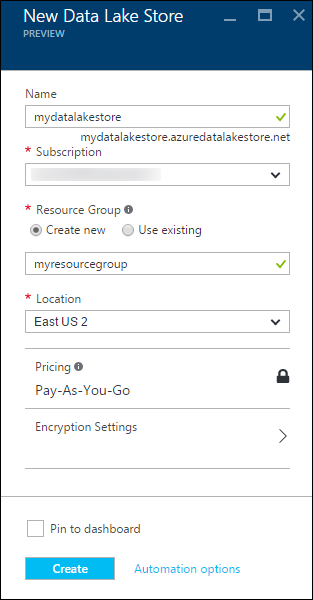 New Data Lake Store
PREVIEW
Name
mydatalakestore
mydatalakestore.azuredatalakestore.net
* Subscription
* Resource Group
Create new Use existing
myresourcegroup
* Location
East US 2
Pricing
Pay-As-You-Go
Encryption Settings
Pin to dashboard
Create Automation options